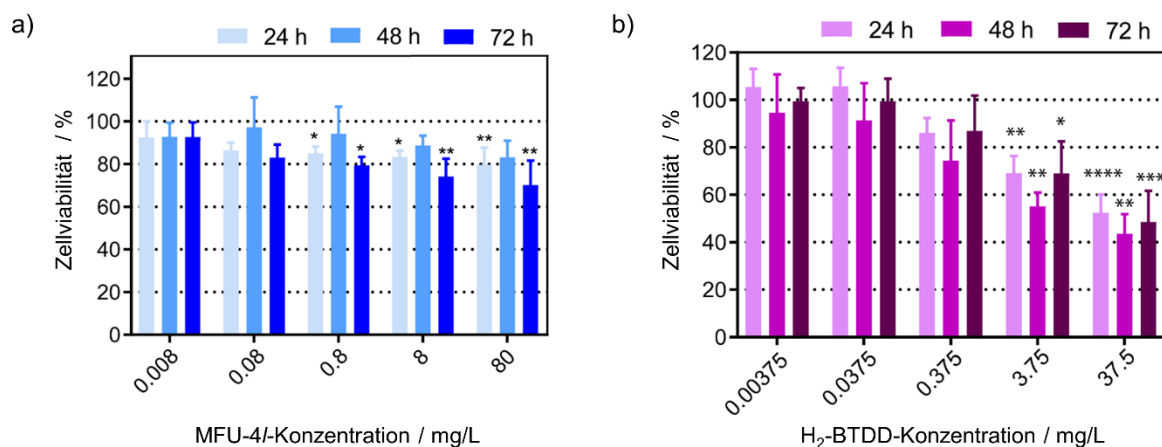 a)
24 h 48 h 72 h
Zellviabilität / %
120
100
80
60
40
20
0
* * * ** ** **
0.008 0.08 0.8 8 80
MFU-4l-Konzentration / mg/L
b)
24 h 48 h 72 h
Zellviabilität / %
120
100
80
60
40
20
0
** ** * **** ** ***
0.00375 0.0375 0.375 3.75 37.5
H₂-BTDD-Konzentration / mg/L